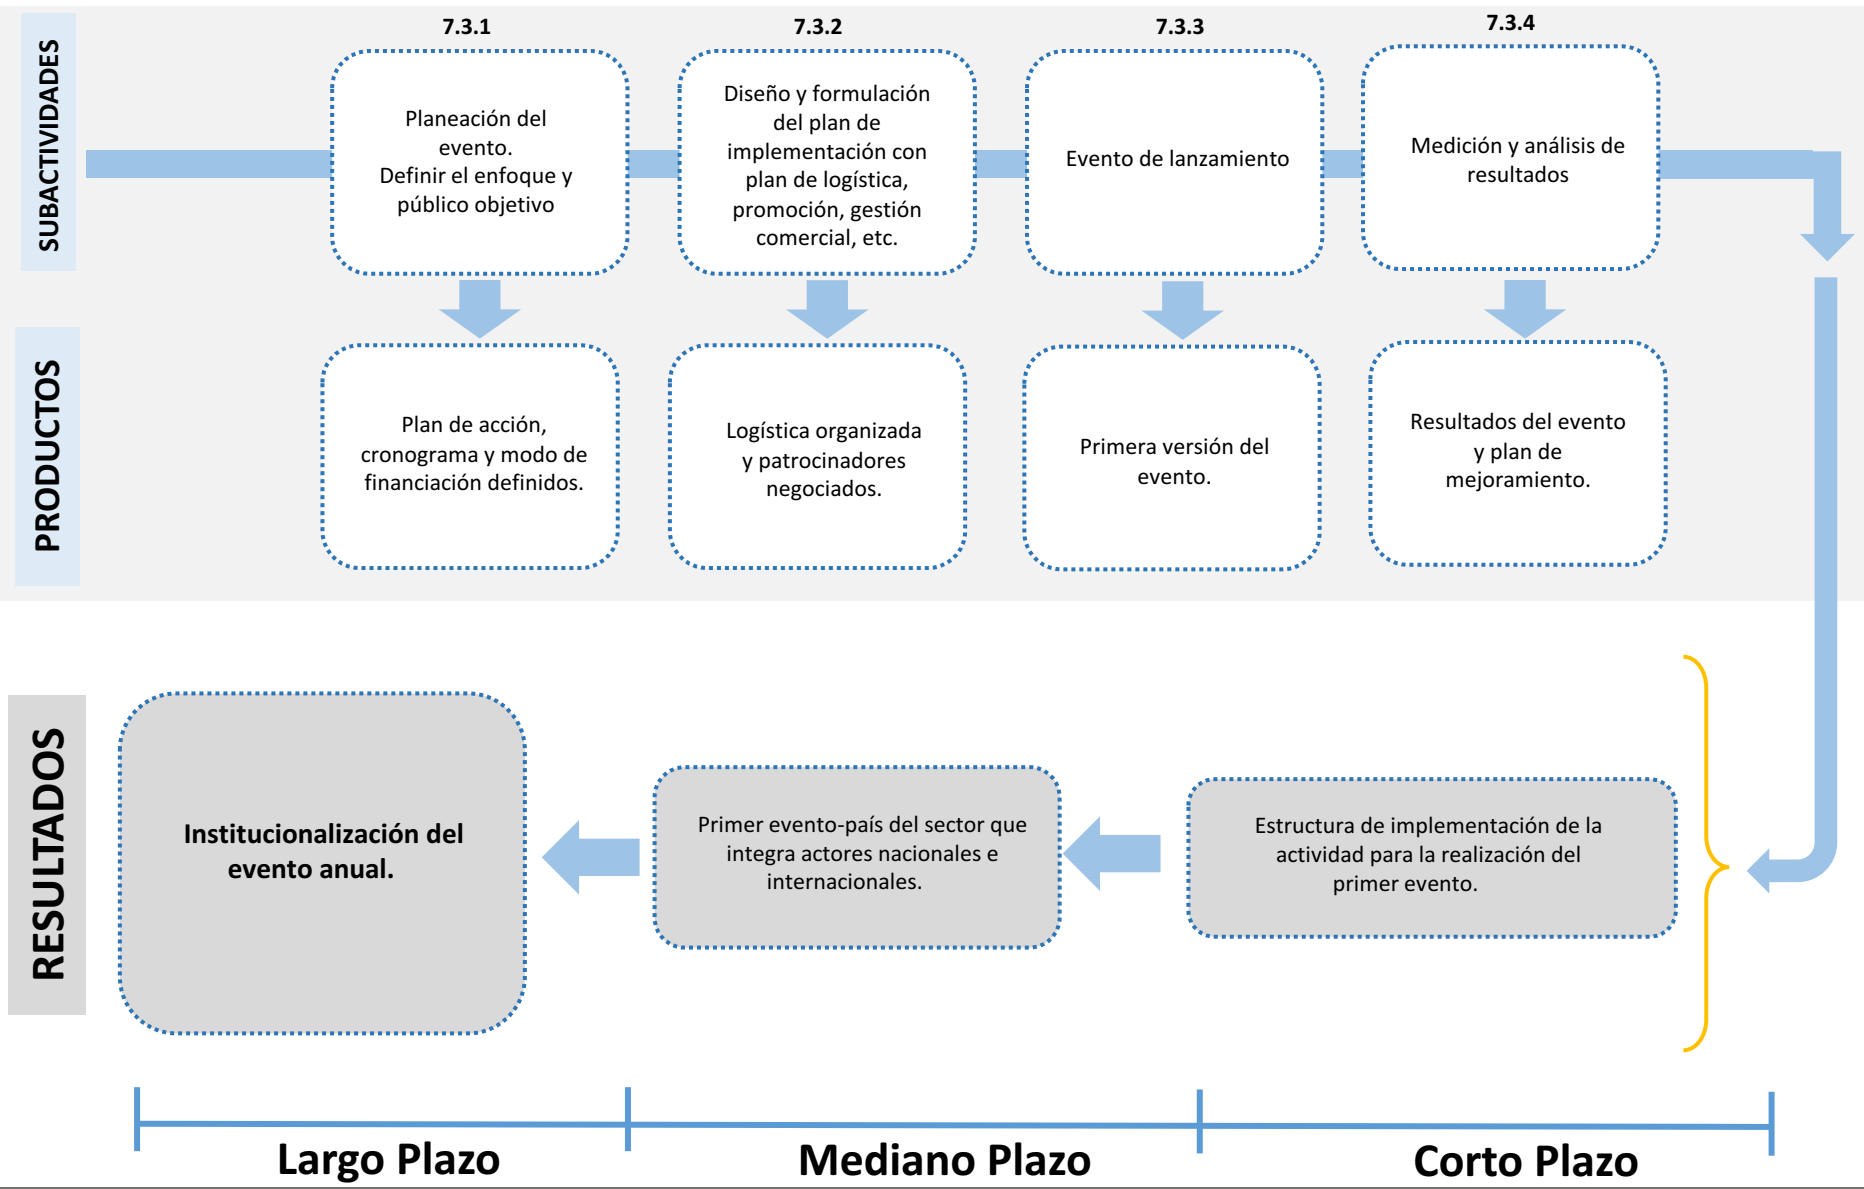 SUBACTIVIDADES
7.3.1
Planeación del
evento.
Definir el enfoque y
público objetivo
7.3.2
Diseño y formulación
del plan de
implementación con
plan de logística,
promoción, gestión
comercial, etc.
7.3.3
Evento de lanzamiento
7.3.4
Medición y análisis de
resultados
PRODUCTOS
Plan de acción,
cronograma y modo de
financiación definidos.
Logística organizada
y patrocinadores
negociados.
Primera versión del
evento.
Resultados del evento
y plan de
mejoramiento.
RESULTADOS
Institucionalización del
evento anual.
Primer evento-país del sector que
integra actores nacionales e
internacionales.
Estructura de implementación de la
actividad para la realización del
primer evento.
Largo Plazo
Mediano Plazo
Corto Plazo